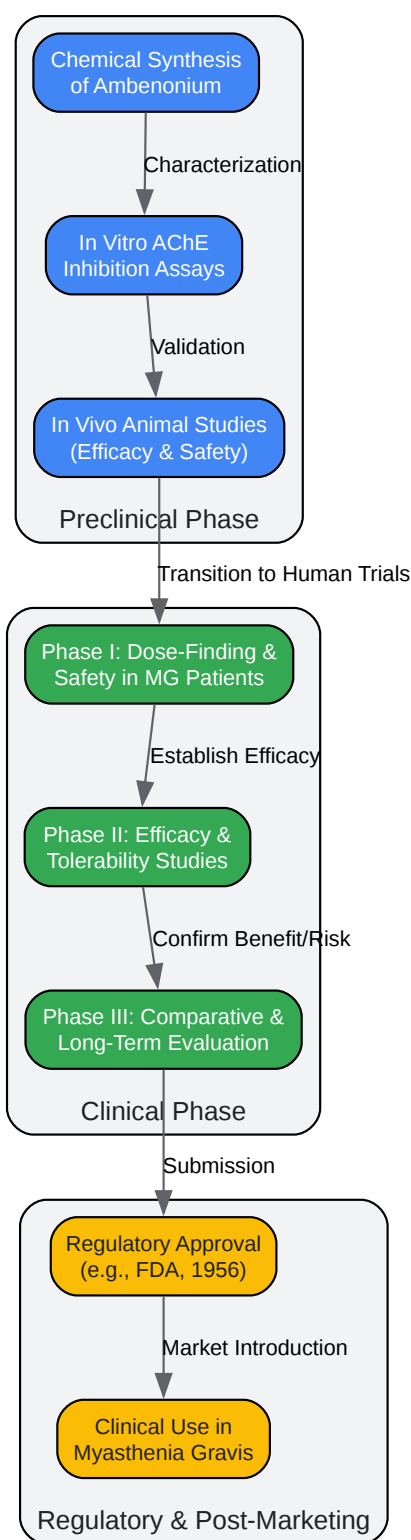 Chemical Synthesis
of Ambenonium
Characterization
In Vitro AChE
Inhibition Assays
Validation
In Vivo Animal Studies
(Efficacy & Safety)
Preclinical Phase
Transition to Human Trials
Phase I: Dose-Finding &
Safety in MG Patients
Establish Efficacy
Phase II: Efficacy &
Tolerability Studies
Confirm Benefit/Risk
Phase III: Comparative &
Long-Term Evaluation
Clinical Phase
Submission
Regulatory Approval
(e.g., FDA, 1956)
Market Introduction
Clinical Use in
Myasthenia Gravis
Regulatory & Post-Marketing